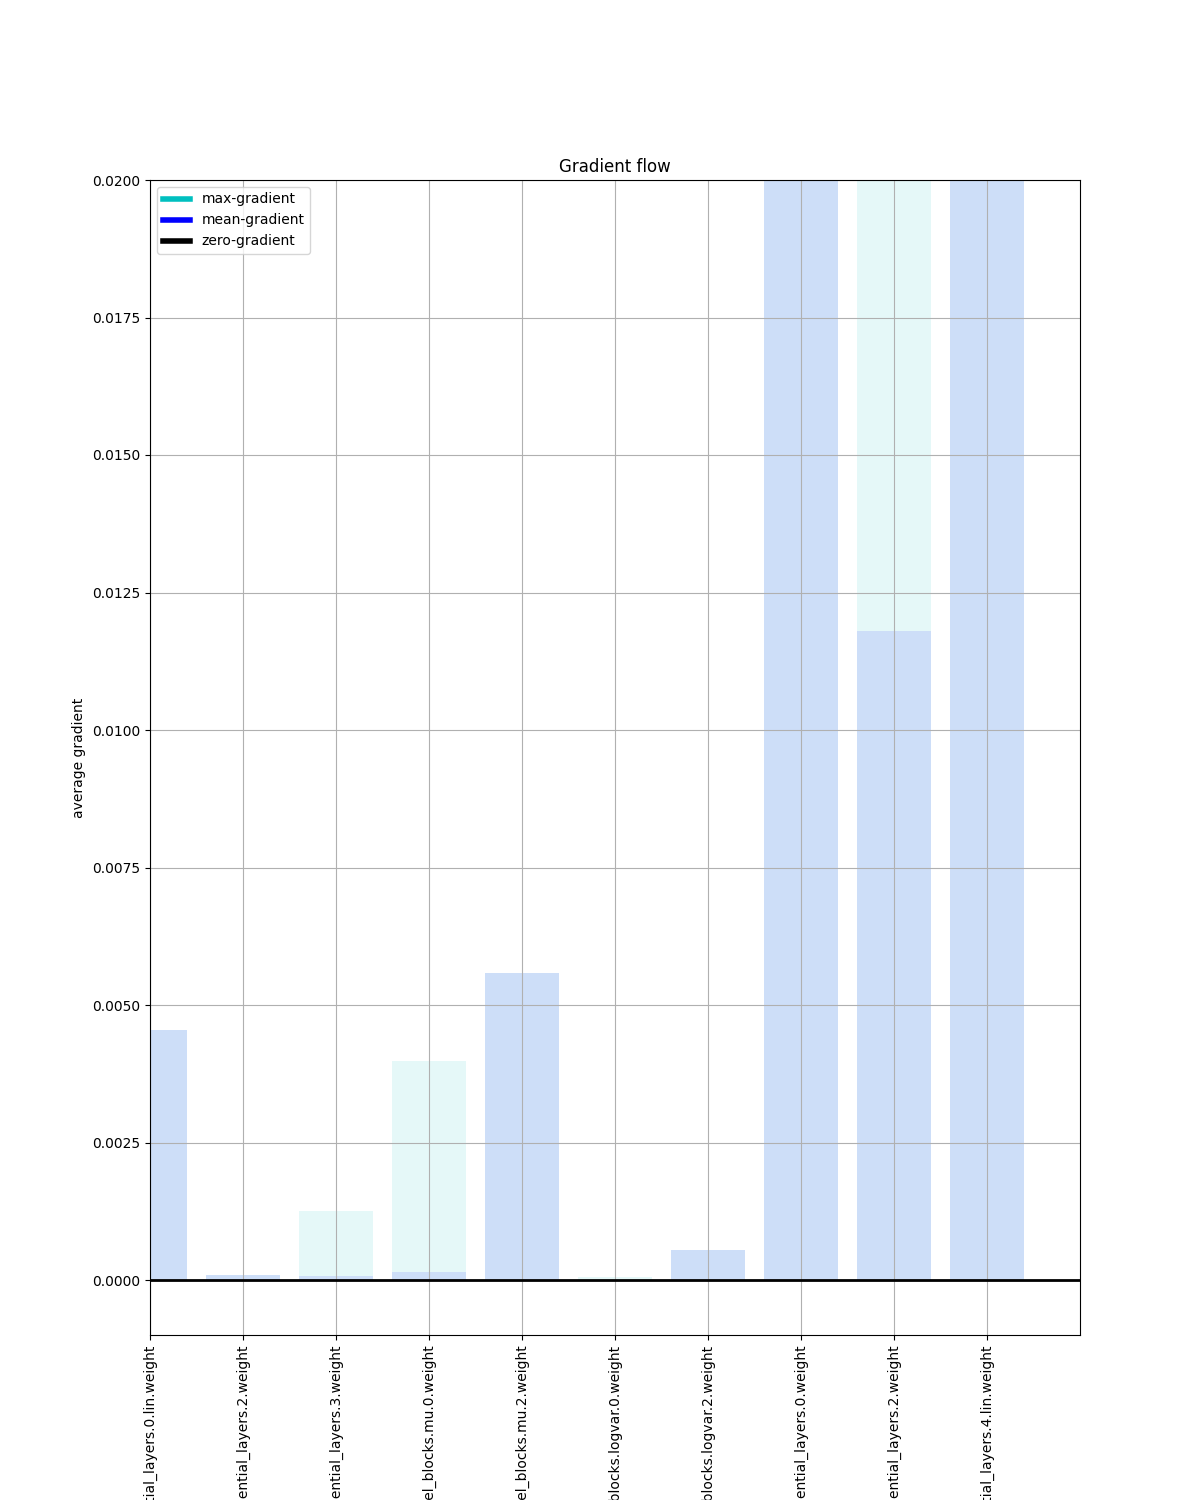 Gradient flow
max-gradient
mean-gradient
zero-gradient
0.0200
0.0175
0.0150
0.0125
0.0100
0.0075
0.0050
0.0025
0.0000
average gradient
tial_layers.0.lin.weight
ential_layers.2.weight
ential_layers.3.weight
el_blocks.mu.0.weight
el_blocks.mu.2.weight
blocks.logvar.0.weight
blocks.logvar.2.weight
ential_layers.0.weight
ential_layers.2.weight
tial_layers.4.lin.weight